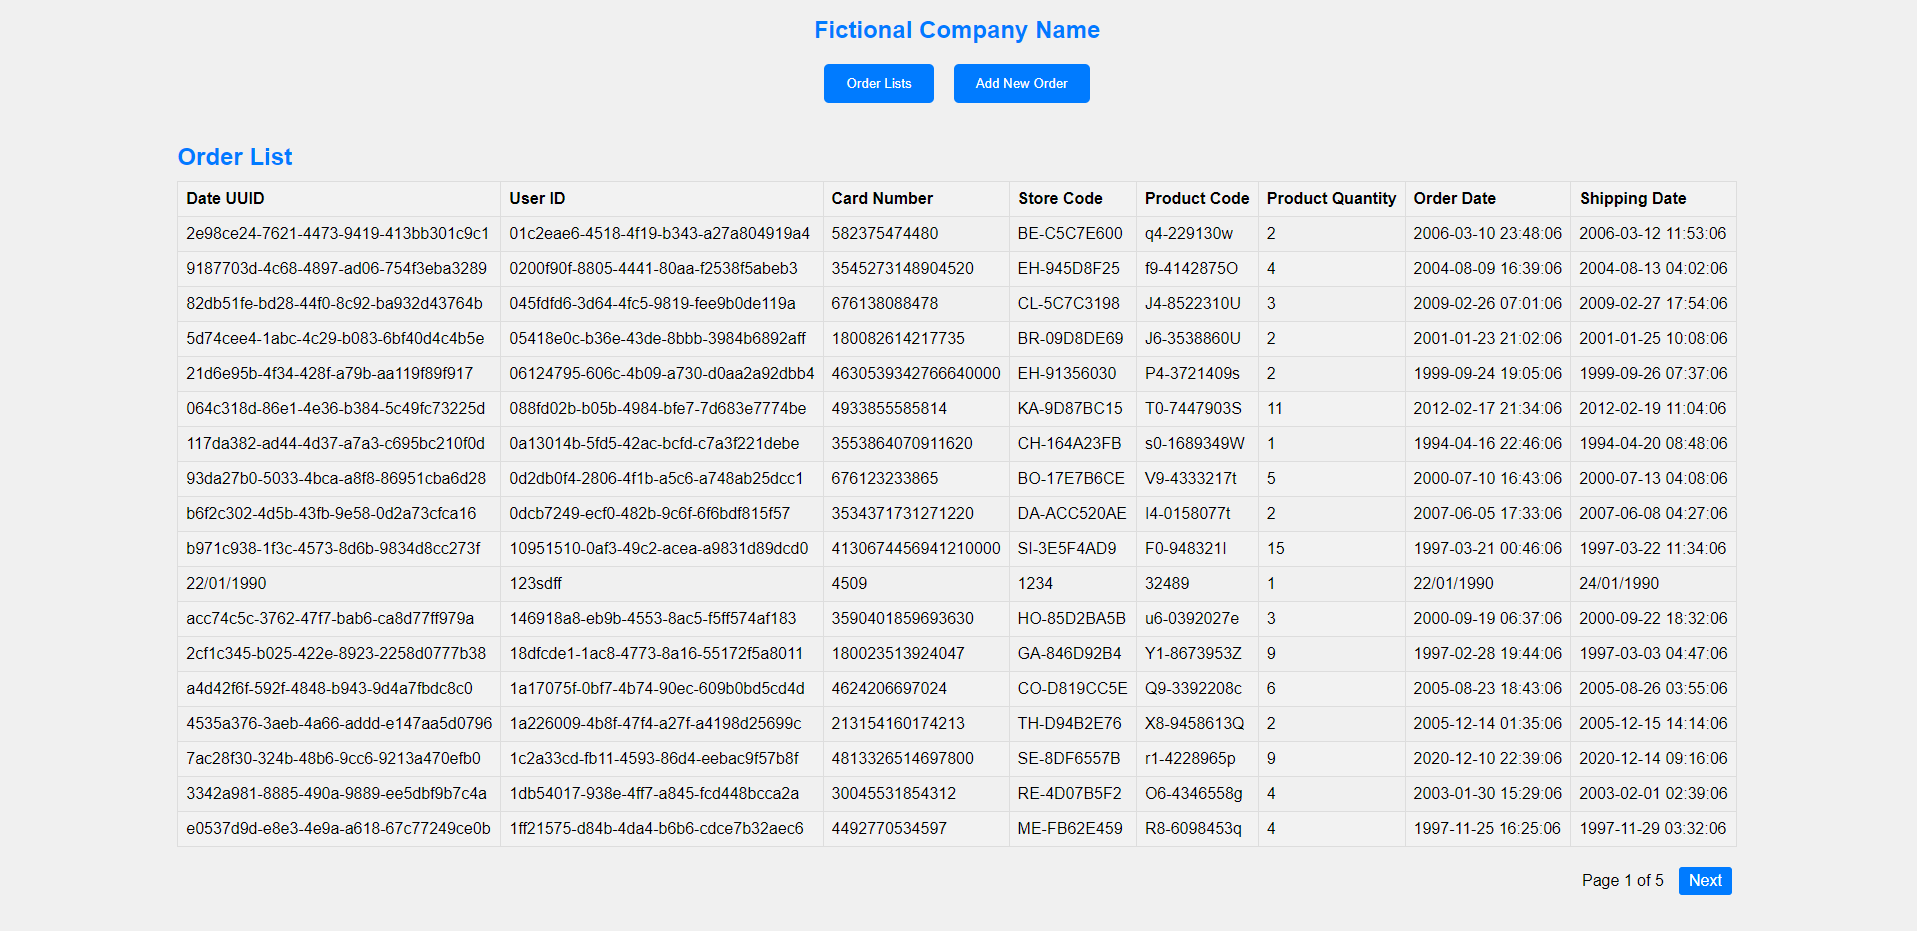 Fictional Company Name
Order Lists Add New Order
Order List
Date UUID User ID Card Number Store Code Product Code Product Quantity Order Date Shipping Date
2e98ce24-7621-4473-9419-413bb301c9c1 01c2eae6-4518-4f19-b343-a27a804919a4 582375474480 BE-C5C7E600 q4-229130w 2 2006-03-10 23:48:06 2006-03-12 11:53:06
9187703d-4c68-4897-ad06-754f3eba3289 0200f90f-8805-4441-80aa-f2538f5abeb3 3545273148904520 EH-945D8F25 f9-4142875O 4 2004-08-09 16:39:06 2004-08-13 04:02:06
82db51fe-bd28-44f0-8c92-ba932d43764b 045fdfd6-3d64-4fc5-9819-fee9b0de119a 676138088478 CL-5C7C3198 J4-8522310U 3 2009-02-26 07:01:06 2009-02-27 17:54:06
5d74cee4-1abc-4c29-b083-6bf40d4c4b5e 05418e0c-b36e-43de-8bbb-3984b6892aff 180082614217735 BR-09D8DE69 J6-3538860U 2 2001-01-23 21:02:06 2001-01-25 10:08:06
21d6e95b-4f34-428f-a79b-aa119f89f917 06124795-606c-4b09-a730-d0aa2a92dbb4 4630539342766640000 EH-91356030 P4-3721409s 2 1999-09-24 19:05:06 1999-09-26 07:37:06
064c318d-86e1-4e36-b384-5c49fc73225d 088fd02b-b05b-4984-bfe7-7d683e7774be 4933855585814 KA-9D87BC15 T0-7447903S 11 2012-02-17 21:34:06 2012-02-19 11:04:06
117da382-ad44-4d37-a7a3-c695bc210f0d 0a13014b-5fd5-42ac-bcfd-c7a3f221debe 3553864070911620 CH-164A23FB s0-1689349W 1 1994-04-16 22:46:06 1994-04-20 08:48:06
93da27b0-5033-4bca-a8f8-86951cba6d28 0d2db0f4-2806-4f1b-a5c6-a748ab25dcc1 676123233865 BO-17E7B6CE V9-4333217t 5 2000-07-10 16:43:06 2000-07-13 04:08:06
b6f2c302-4d5b-43fb-9e58-0d2a73cfca16 0dcb7249-ecf0-482b-9c6f-6f6bdf815f57 3534371731271220 DA-ACC520AE I4-0158077t 2 2007-06-05 17:33:06 2007-06-08 04:27:06
b971c938-1f3c-4573-8d6b-9834d8cc273f 10951510-0af3-49c2-acea-a9831d89dcd0 4130674456941210000 SI-3E5F4AD9 F0-948321I 15 1997-03-21 00:46:06 1997-03-22 11:34:06
22/01/1990 123sdff 4509 1234 32489 1 22/01/1990 24/01/1990
acc74c5c-3762-47f7-bab6-ca8d77ff979a 146918a8-eb9b-4553-8ac5-f5ff574af183 3590401859693630 HO-85D2BA5B u6-0392027e 3 2000-09-19 06:37:06 2000-09-22 18:32:06
2cf1c345-b025-422e-8923-2258d0777b38 18dfcde1-1ac8-4773-8a16-55172f5a8011 180023513924047 GA-846D92B4 Y1-8673953Z 9 1997-02-28 19:44:06 1997-03-03 04:47:06
a4d42f6f-592f-4848-b943-9d4a7fbdc8c0 1a17075f-0bf7-4b74-90ec-609b0bd5cd4d 4624206697024 CO-D819CC5E Q9-3392208c 6 2005-08-23 18:43:06 2005-08-26 03:55:06
4535a376-3aeb-4a66-addd-e147aa5d0796 1a226009-4b8f-47f4-a27f-a4198d25699c 213154160174213 TH-D94B2E76 X8-9458613Q 2 2005-12-14 01:35:06 2005-12-15 14:14:06
7ac28f30-324b-48b6-9cc6-9213a470efb0 1c2a33cd-fb11-4593-86d4-eebac9f57b8f 4813326514697800 SE-8DF6557B r1-4228965p 9 2020-12-10 22:39:06 2020-12-14 09:16:06
3342a981-8885-490a-9889-ee5dbf9b7c4a 1db54017-938e-4ff7-a845-fcd448bcca2a 30045531854312 RE-4D07B5F2 O6-4346558g 4 2003-01-30 15:29:06 2003-02-01 02:39:06
e0537d9d-e8e3-4e9a-a618-67c77249ce0b 1ff21575-d84b-4da4-b6b6-cdce7b32aec6 4492770534597 ME-FB62E459 R8-6098453q 4 1997-11-25 16:25:06 1997-11-29 03:32:06
Page 1 of 5 Next